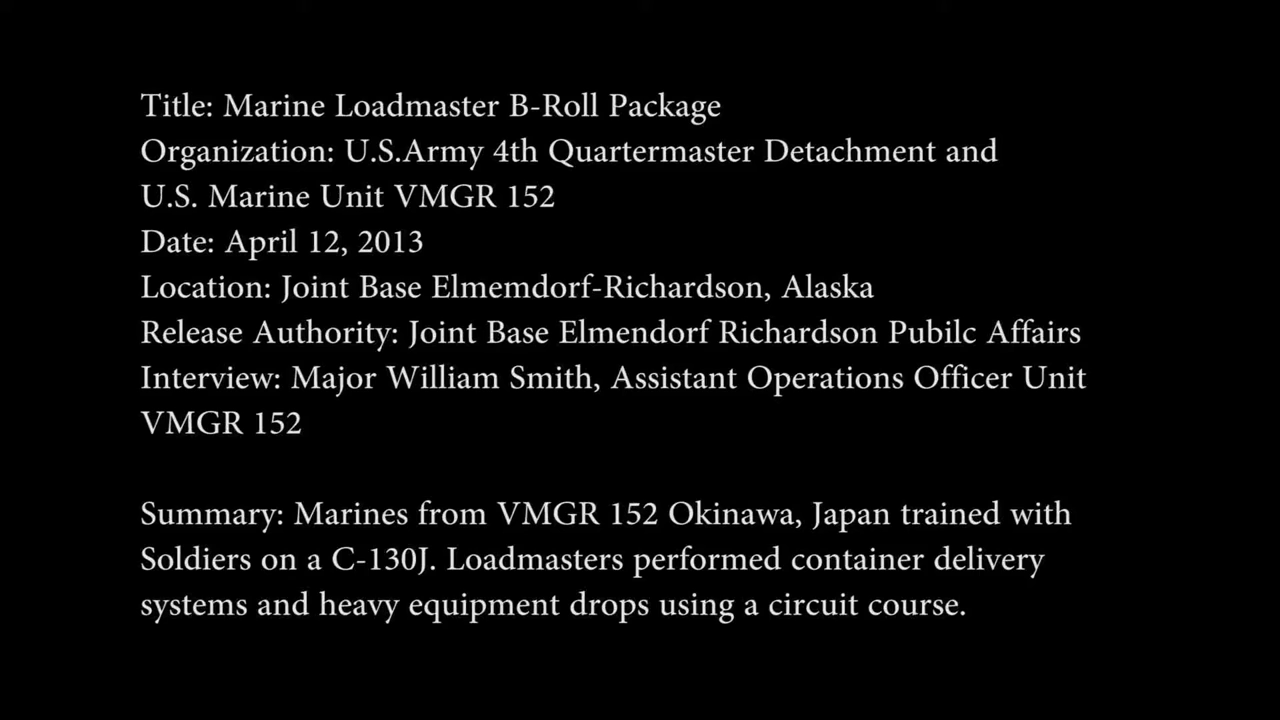 Title: Marine Loadmaster B-Roll Package
Organization: U.S.Army 4th Quartermaster Detachment and
U.S. Marine Unit VMGR 152
Date: April 12, 2013
Location: Joint Base Elmemdorf-Richardson, Alaska
Release Authority: Joint Base Elmendorf Richardson Pubilc Affairs
Interview: Major William Smith, Assistant Operations Officer Unit
VMGR 152
Summary: Marines from VMGR 152 Okinawa, Japan trained with
Soldiers on a C-130J. Loadmasters performed container delivery
systems and heavy equipment drops using a circuit course.